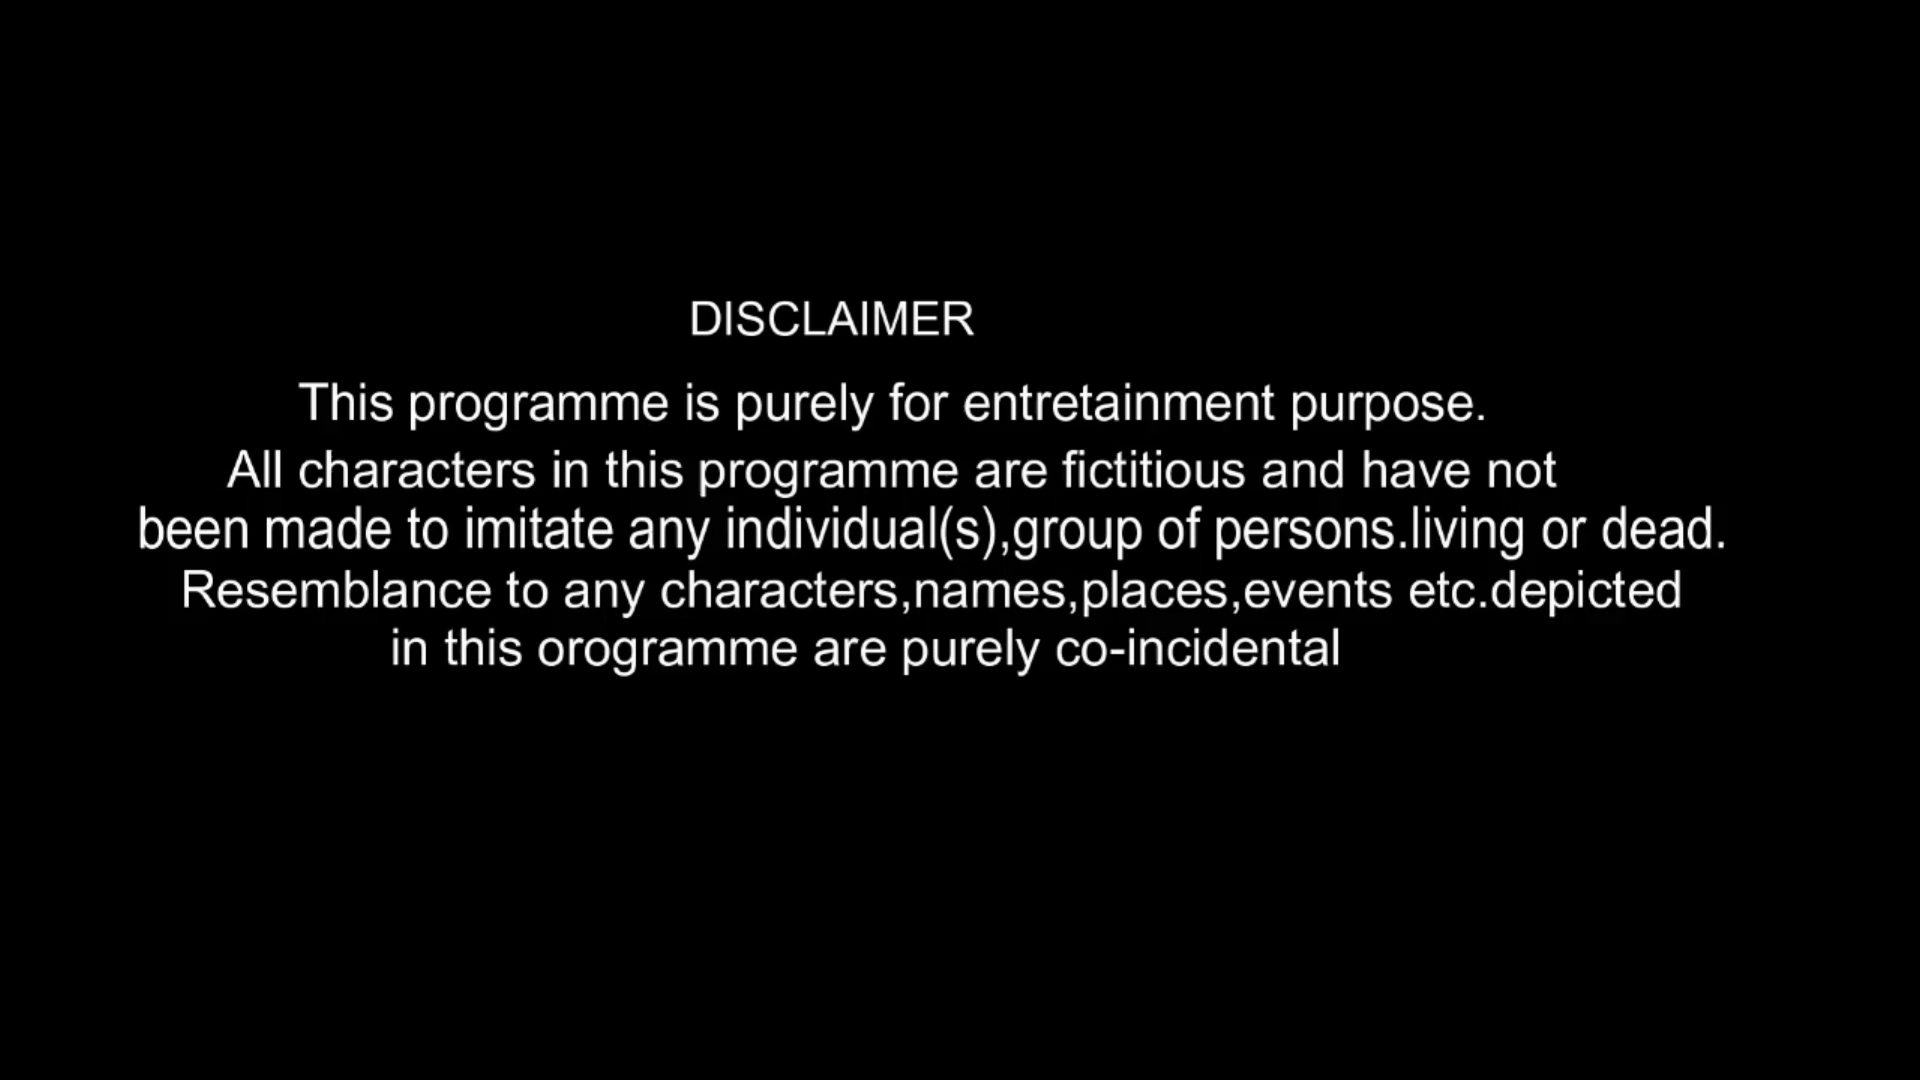 DISCLAIMER
This programme is purely for entretainment purpose.
All characters in this programme are fictitious and have not
been made to imitate any individual(s),group of persons.living or dead.
Resemblance to any characters,names,places,events etc.depicted
in this orogramme are purely co-incidental